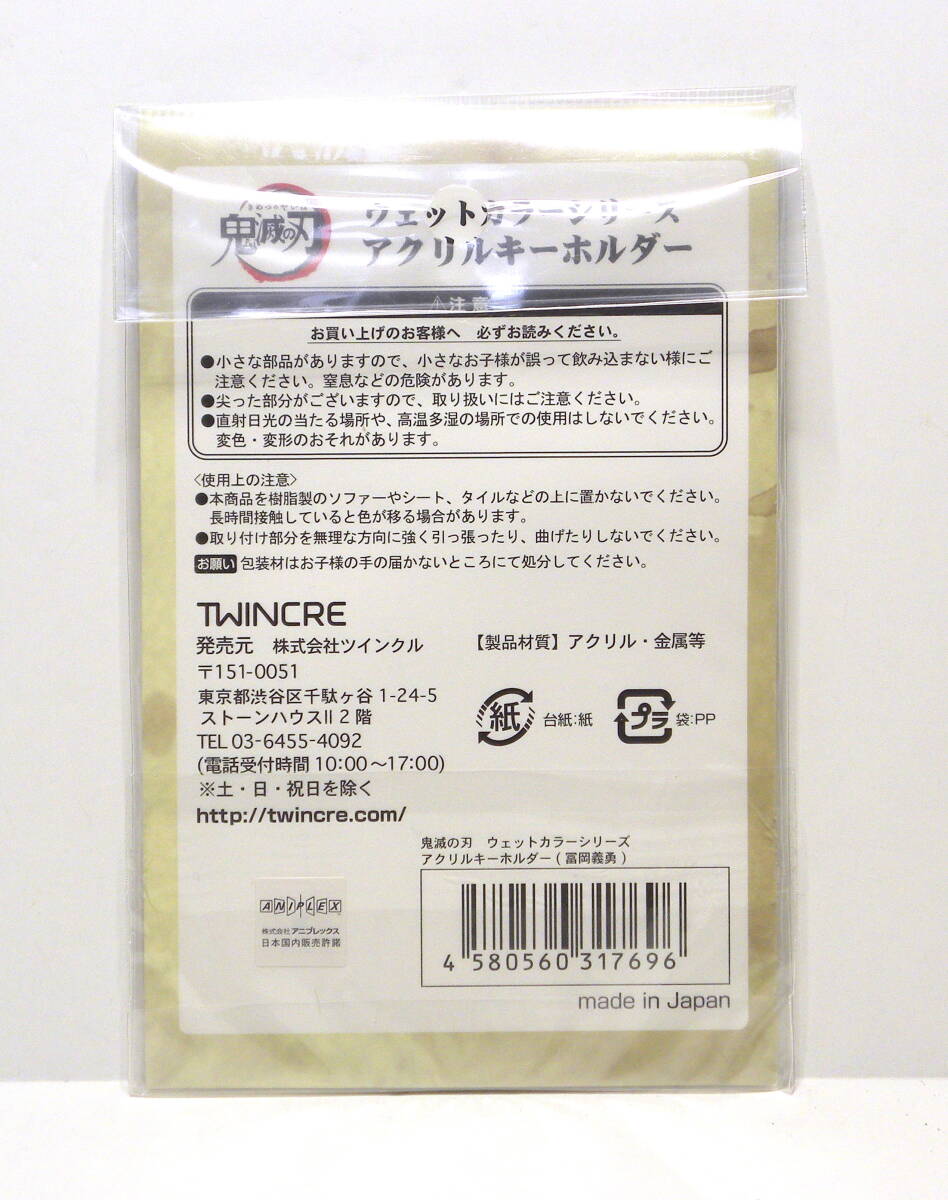 きめつのやいば
鬼滅の刃
ウェットカラーシリーズ
アクリルキーホルダー
⚠注意
お買い上げのお客様へ 必ずお読みください。
●小さな部品がありますので、小さなお子様が誤って飲み込まない様にご
注意ください。窒息などの危険があります。
●尖った部分がございますので、取り扱いにはご注意ください。
●直射日光の当たる場所や、高温多湿の場所での使用はしないでください。
変色・変形のおそれがあります。
〈使用上の注意〉
●本商品を樹脂製のソファーやシート、タイルなどの上に置かないでください。
長時間接触していると色が移る場合があります。
●取り付け部分を無理な方向に強く引っ張ったり、曲げたりしないでください。
お願い 包装材はお子様の手の届かないところにて処分してください。
TWINCRE
発売元 株式会社ツインクル
〒151-0051
東京都渋谷区千駄ヶ谷 1-24-5
ストーンハウスII 2 階
TEL 03-6455-4092
(電話受付時間 10:00～17:00)
※土・日・祝日を除く
http://twincre.com/
【製品材質】アクリル・金属等
紙 台紙:紙
プラ 袋:PP
鬼滅の刃 ウェットカラーシリーズ
アクリルキーホルダー ( 冨岡義勇 )
4 580560 317696
made in Japan
ANIPLEX
株式会社アニプレックス
日本国内販売許諾